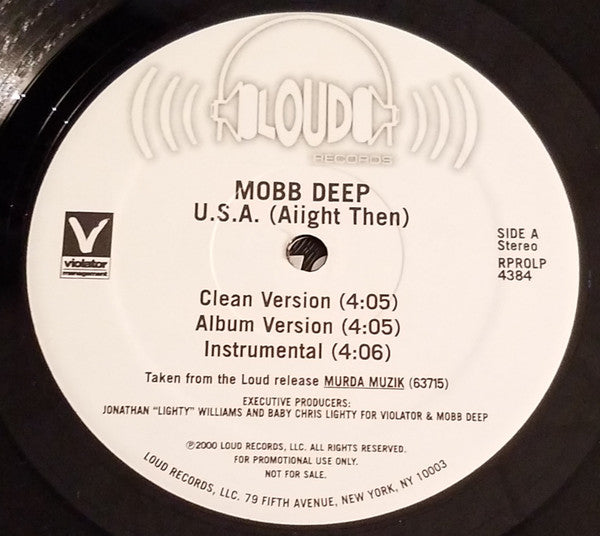 LOUD
RECORDS
MOBB DEEP
U.S.A. (Aiight Then)
V
violator
management
SIDE A
Stereo
RPROLP
4384
Clean Version (4:05)
Album Version (4:05)
Instrumental (4:06)
Taken from the Loud release MURDA MUZIK (63715)
EXECUTIVE PRODUCERS:
JONATHAN "LIGHTY" WILLIAMS AND BABY CHRIS LIGHTY FOR VIOLATOR & MOBB DEEP
℗2000 LOUD RECORDS, LLC. ALL RIGHTS RESERVED.
FOR PROMOTIONAL USE ONLY.
NOT FOR SALE.
LOUD RECORDS, LLC. 79 FIFTH AVENUE, NEW YORK, NY 10003